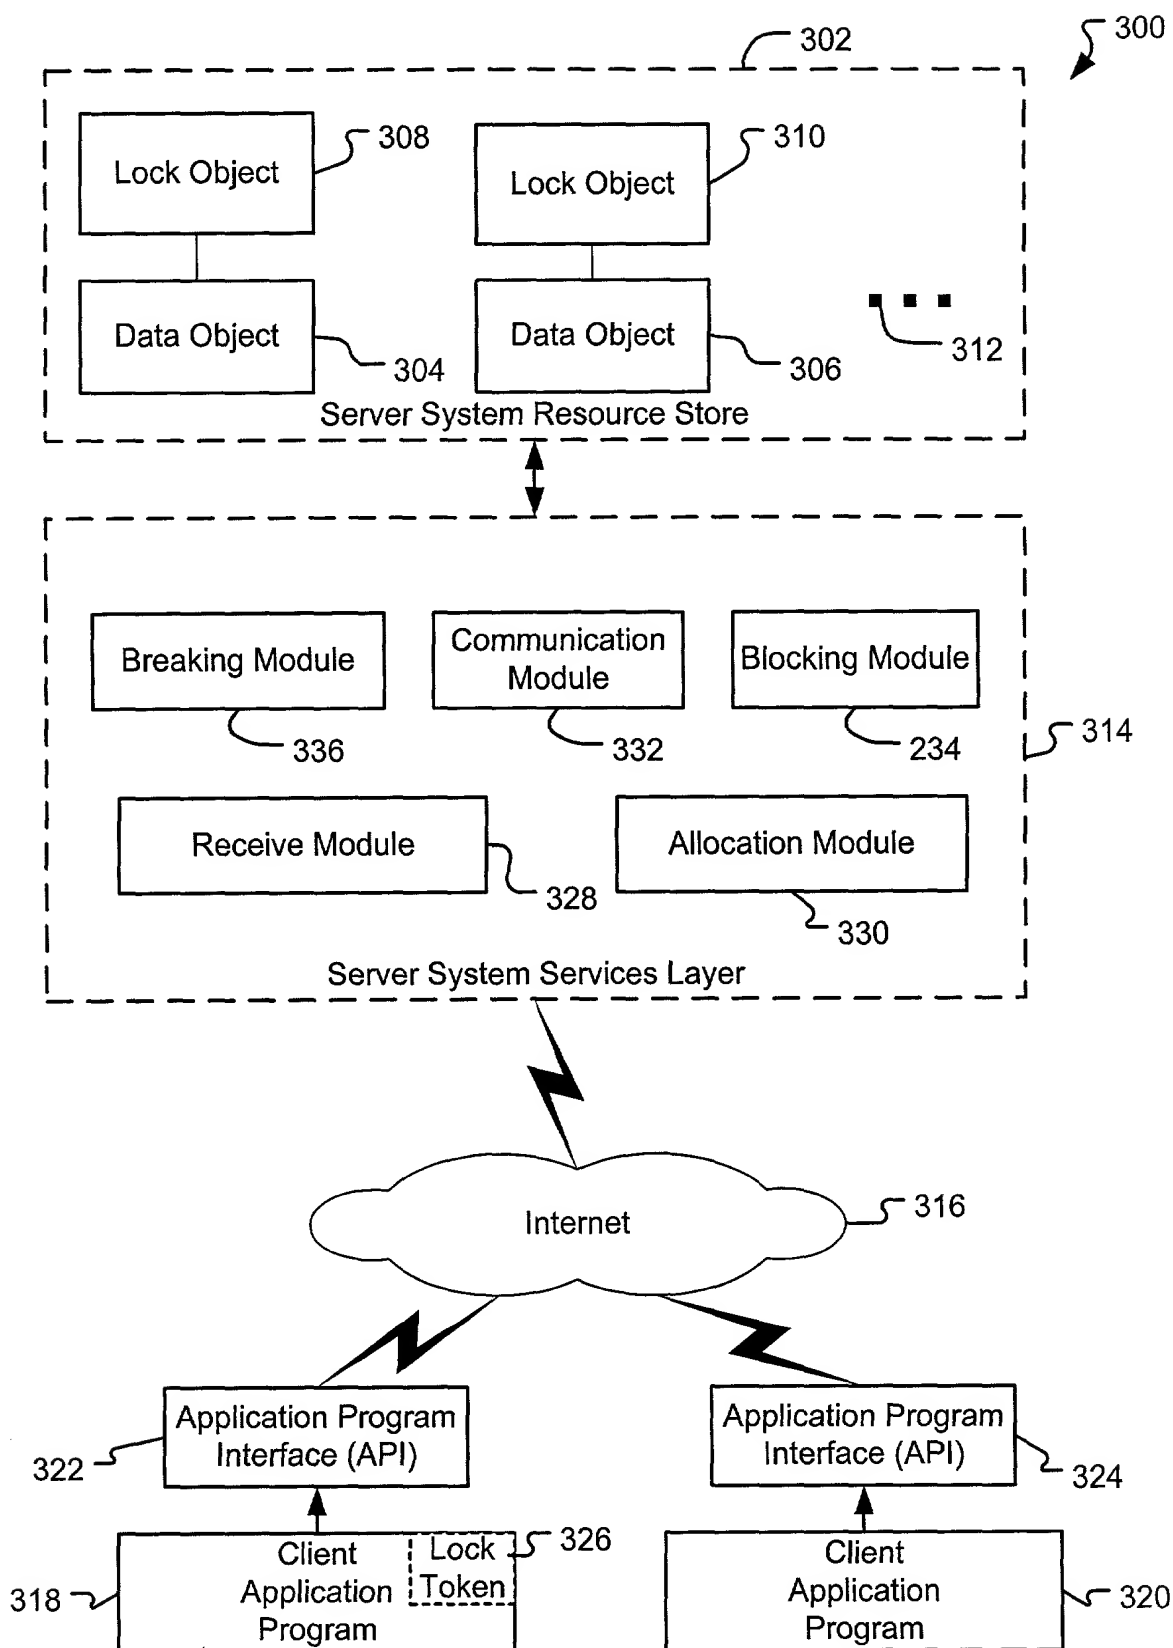 300
302
308
310
Lock Object
Lock Object
Data Object
Data Object
304
306
312
Server System Resource Store
Breaking Module
Communication
Module
Blocking Module
336
332
234
314
Receive Module
Allocation Module
328
330
Server System Services Layer
Internet
316
Application Program
Interface (API)
322
Application Program
Interface (API)
324
Client
Application
Program
318
Lock
Token
326
Client
Application
Program
320